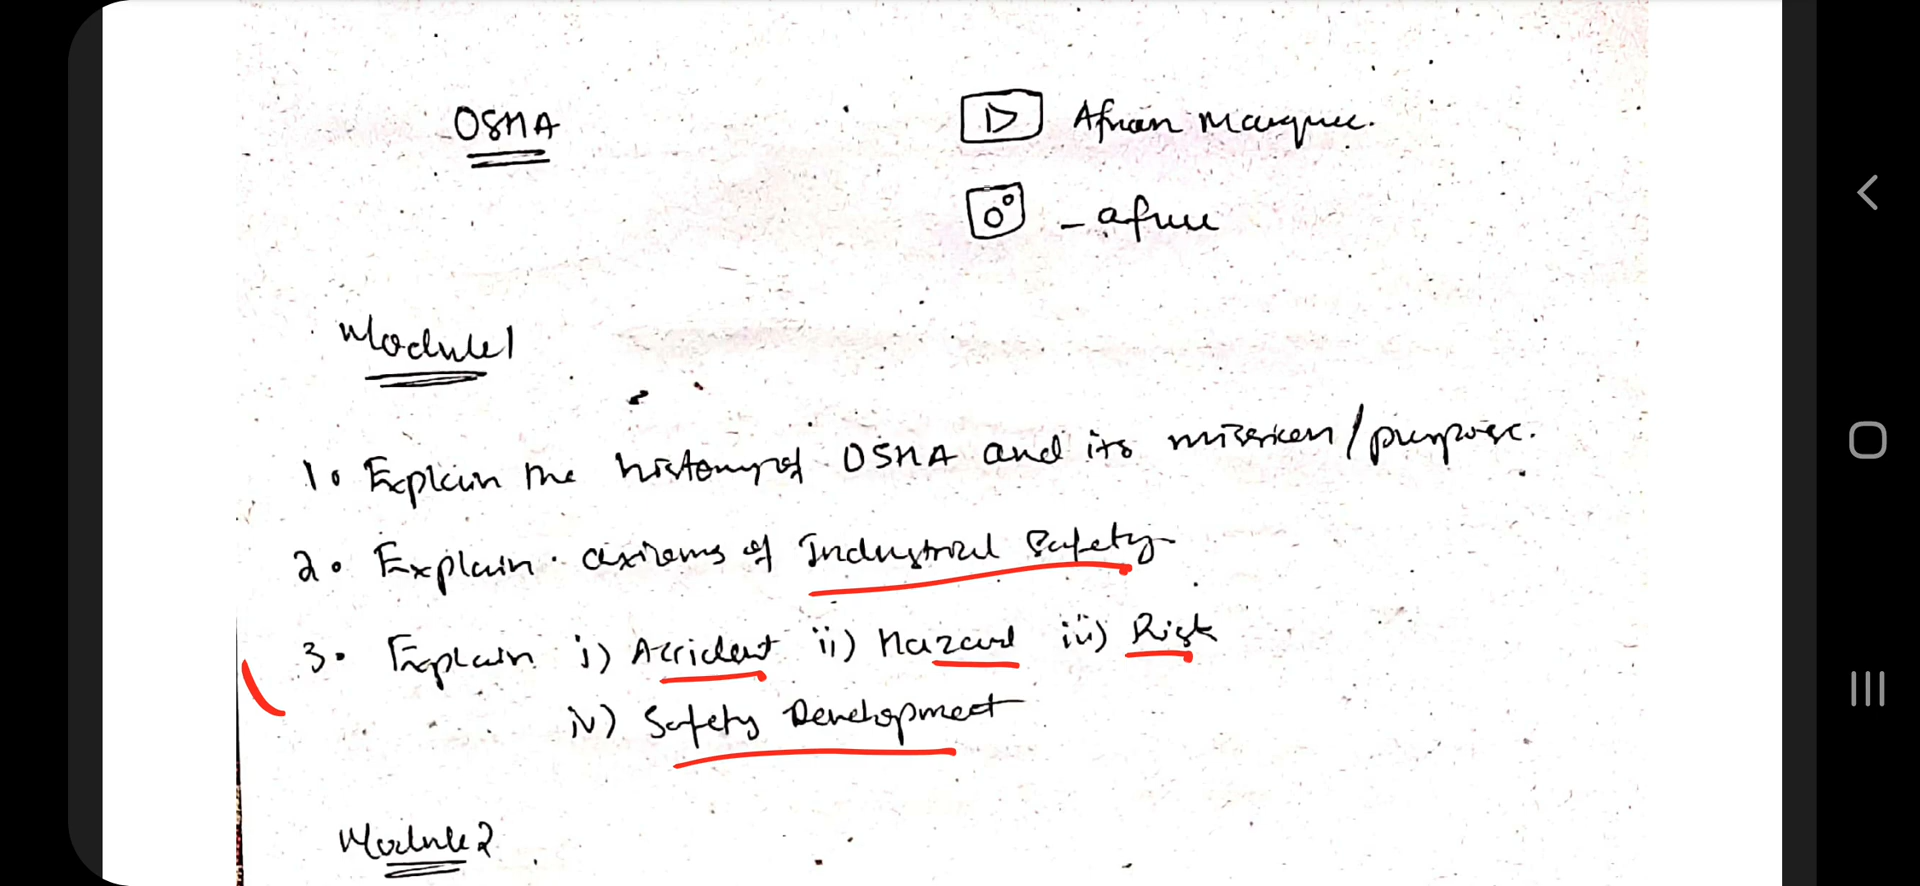 OSHA
Afnan Marquee.
_afnu
Module 1
1. Explain the history of OSHA and its mission/purpose.
2. Explain axioms of Industrial Safety
3. Explain i) Accident ii) Hazard iii) Risk
iv) Safety Development
Module 2